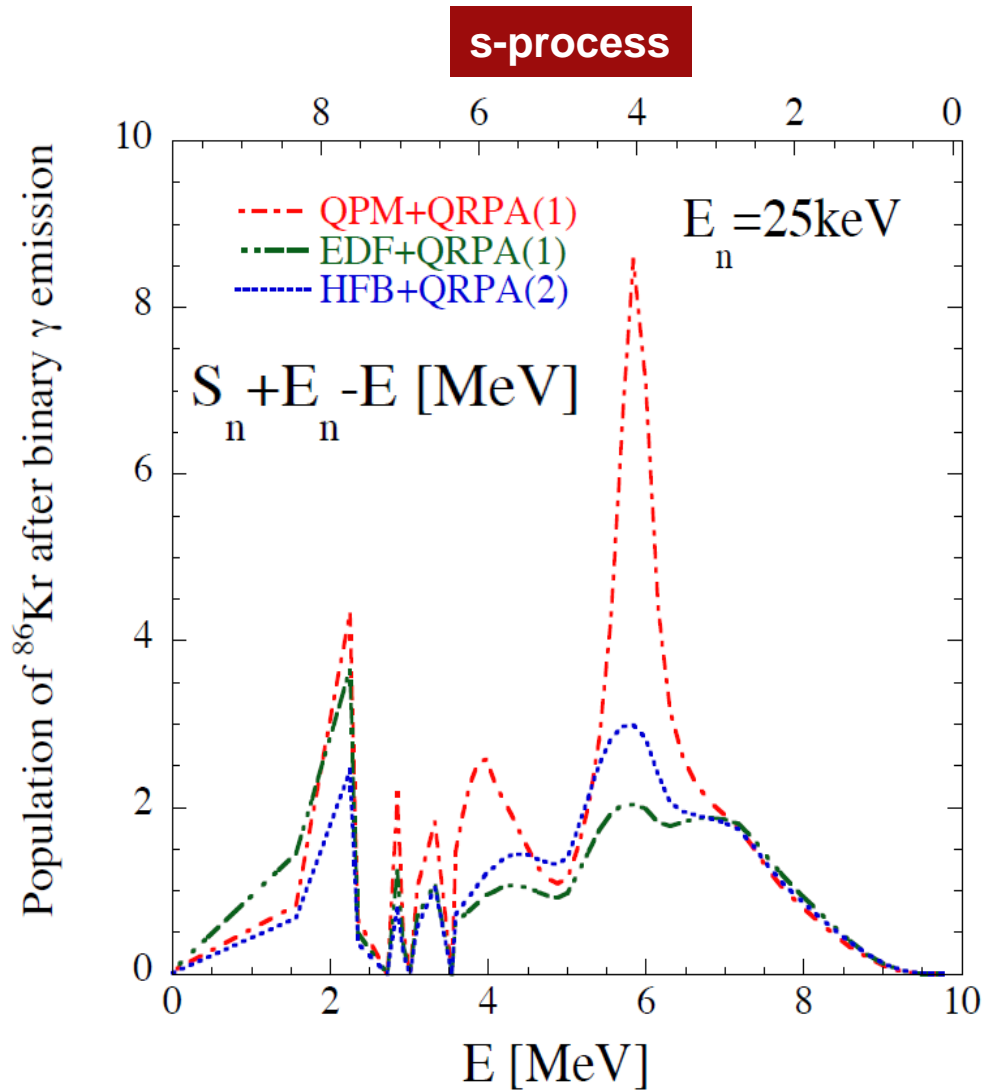 s-process
8 6 4 2 0
10
8
6
4
2
0
QPM+QRPA(1)
EDF+QRPA(1)
HFB+QRPA(2)
Eₙ=25keV
Sₙ+Eₙ-E [MeV]
Population of ⁸⁶Kr after binary γ emission
0 2 4 6 8 10
E [MeV]